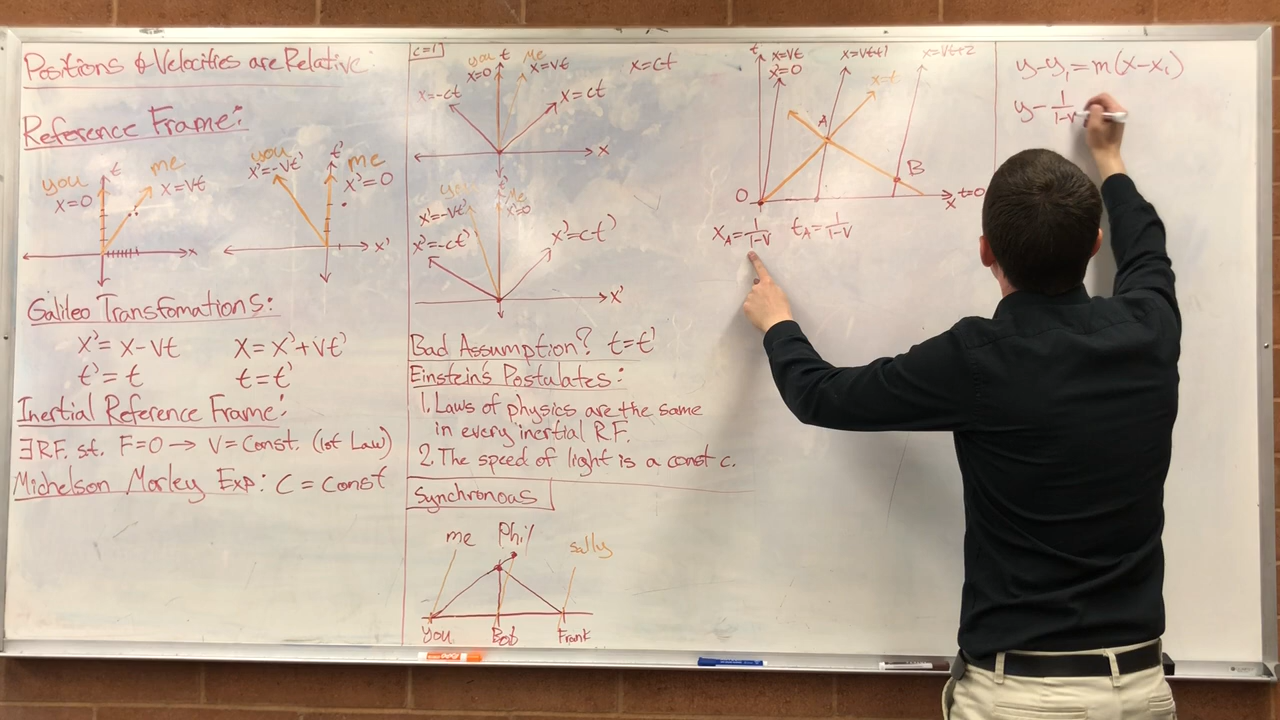 Positions & Velocities are Relative:
Reference Frame:
you
x=0
t
me
x=vt
x
you
x'=-vt'
t'
me
x'=0
x'
Galileo Transfomations:
x'=x-vt x=x'+vt'
t'=t t=t'
Inertial Reference Frame:
∃ RF. st. F=0 → V=Const. (1st Law)
Michelson Morley Exp: C = Const
c=1
you t me
x=0 x=vt x=ct
x=-ct x=ct
x
you t' me
x'=-vt' x'=0
x'=-ct' x'=ct'
x'
Bad Assumption? t=t'
Einstein's Postulates:
1. Laws of physics are the same
in every inertial RF.
2. The speed of light is a const c.
Synchronous
me Phil sally
you Bob Frank
t x=vt x=vt+1 x=vt+2
x'=0 x=t
A
B
O x t=0
x_A=1/1-v t_A=1/1-v
y-y₁=m(x-x₁)
y-1/1-v